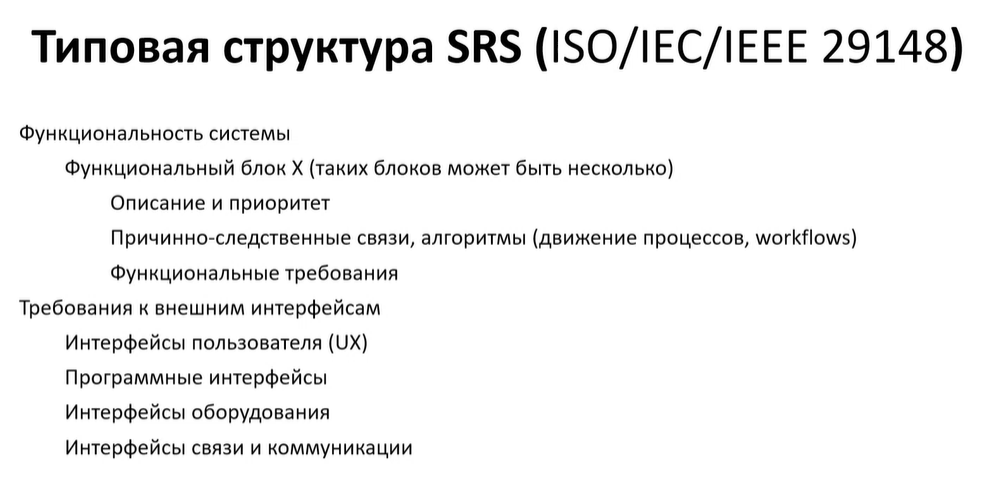 Типовая структура SRS (ISO/IEC/IEEE 29148)
Функциональность системы
Функциональный блок X (таких блоков может быть несколько)
Описание и приоритет
Причинно-следственные связи, алгоритмы (движение процессов, workflows)
Функциональные требования
Требования к внешним интерфейсам
Интерфейсы пользователя (UX)
Программные интерфейсы
Интерфейсы оборудования
Интерфейсы связи и коммуникации